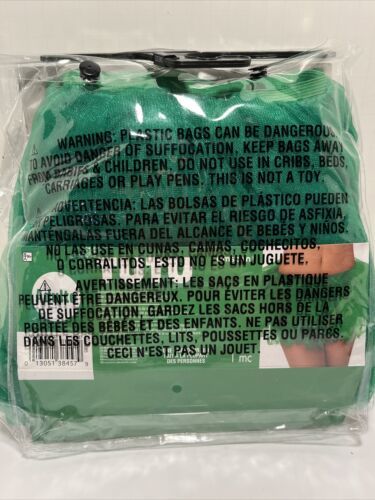 WARNING: PLASTIC BAGS CAN BE DANGEROUS
TO AVOID DANGER OF SUFFOCATION, KEEP BAGS AWAY
FROM BABIES & CHILDREN. DO NOT USE IN CRIBS, BEDS,
CARRIAGES OR PLAY PENS. THIS IS NOT A TOY.
ADVERTENCIA: LAS BOLSAS DE PLÁSTICO PUEDEN
SER PELIGROSAS. PARA EVITAR EL RIESGO DE ASFIXIA,
MANTÉNGALAS FUERA DEL ALCANCE DE BEBÉS Y NIÑOS.
NO LAS USE EN CUNAS, CAMAS, COCHECITOS,
O CORRALITOS. ESTO NO ES UN JUGUETE.
AVERTISSEMENT: LES SACS EN PLASTIQUE
PEUVENT ÊTRE DANGEREUX. POUR ÉVITER LES DANGERS
DE SUFFOCATION, GARDEZ LES SACS HORS DE LA
PORTÉE DES BÉBÉS ET DES ENFANTS. NE PAS UTILISER
DANS LES COUCHETTES, LITS, POUSSETTES OU PARCS.
CECI N'EST PAS UN JOUET.
0 13051 38457 9
DES PERSONNES
mc